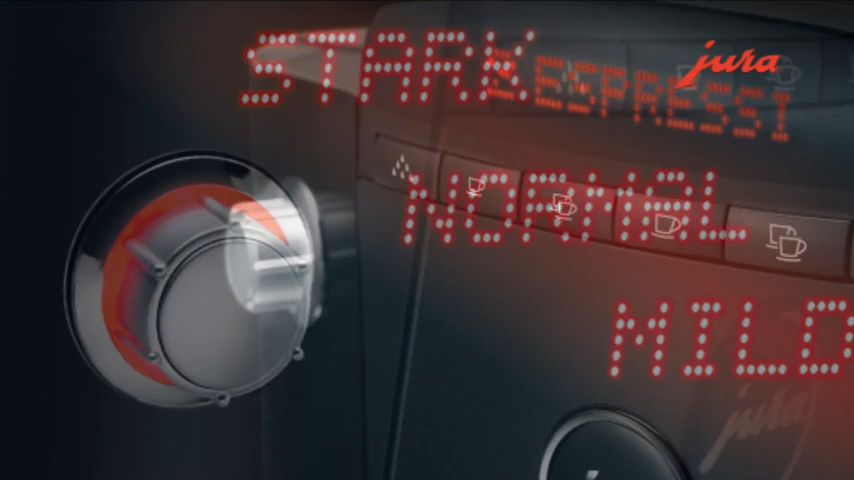 jura
STARK
ESPRESSI
NORMAL
MILD
jura